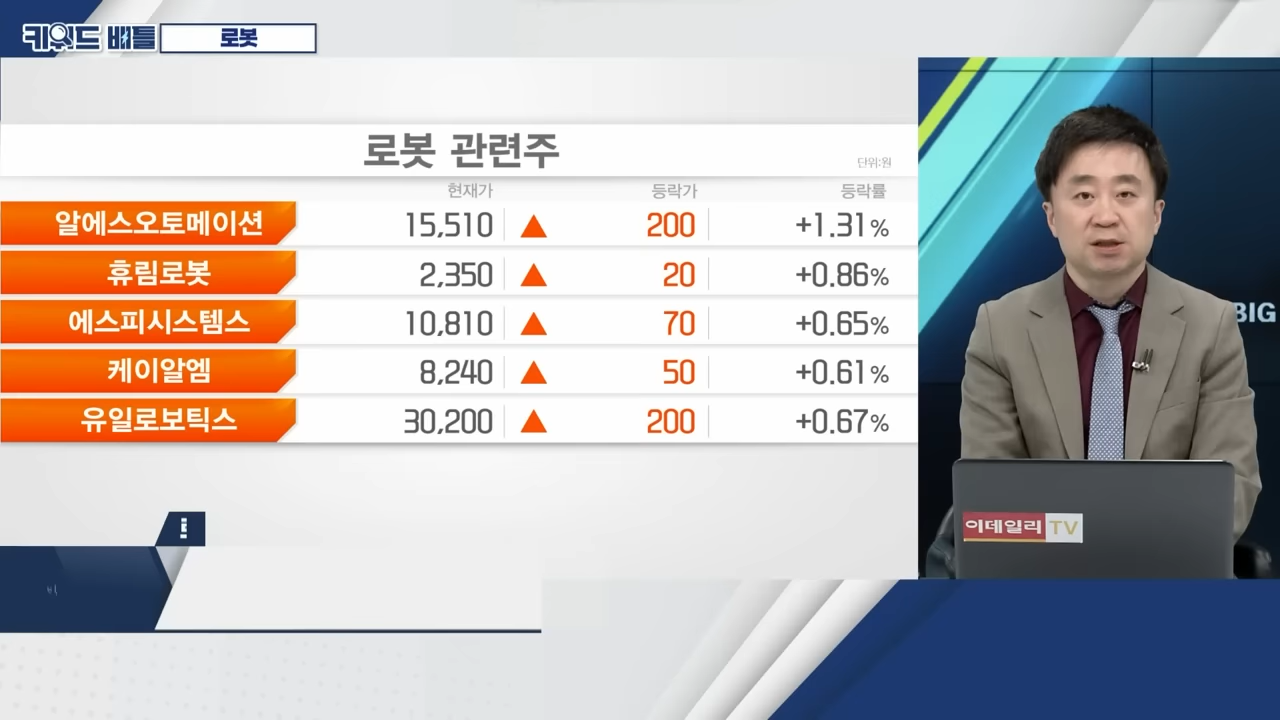 키워드 배틀 로봇
로봇 관련주
단위:원
현재가 등락가 등락률
알에스오토메이션 15,510 ▲ 200 +1.31%
휴림로봇 2,350 ▲ 20 +0.86%
에스피시스템스 10,810 ▲ 70 +0.65%
케이알엠 8,240 ▲ 50 +0.61%
유일로보틱스 30,200 ▲ 200 +0.67%
BIG
이데일리 TV